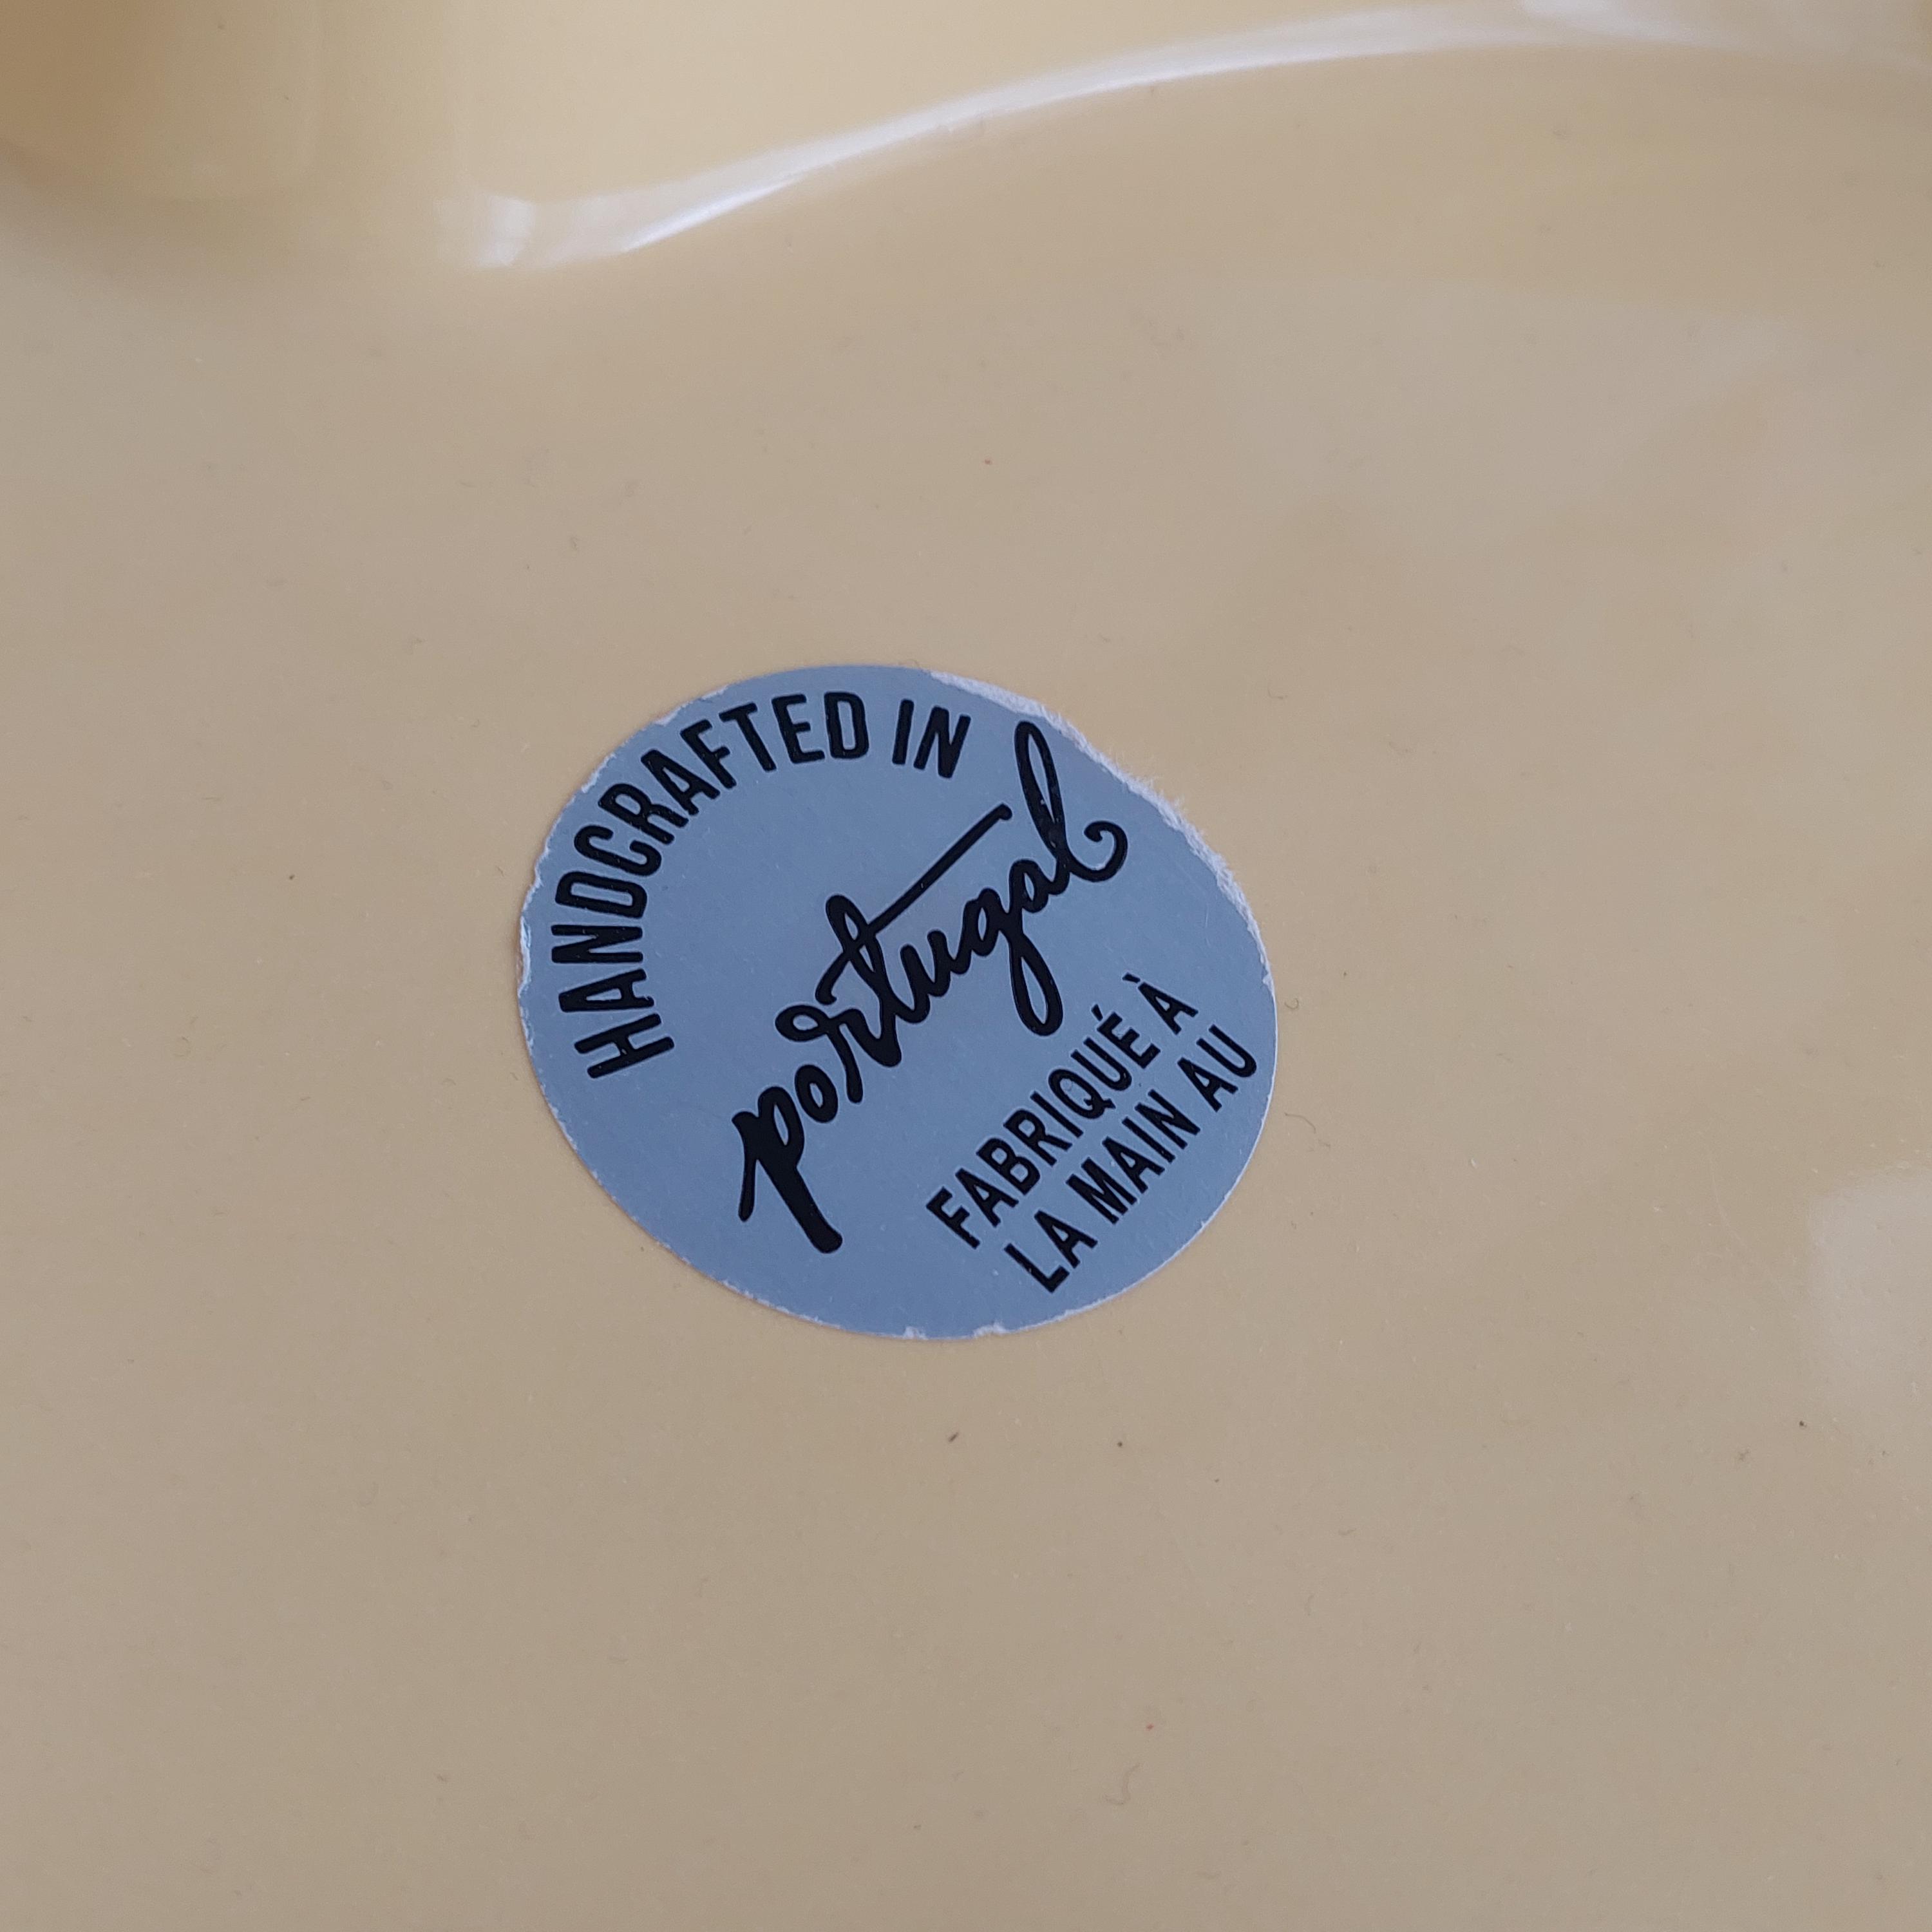 HANDCRAFTED IN
portugal
FABRIQUÉ À
LA MAIN AU